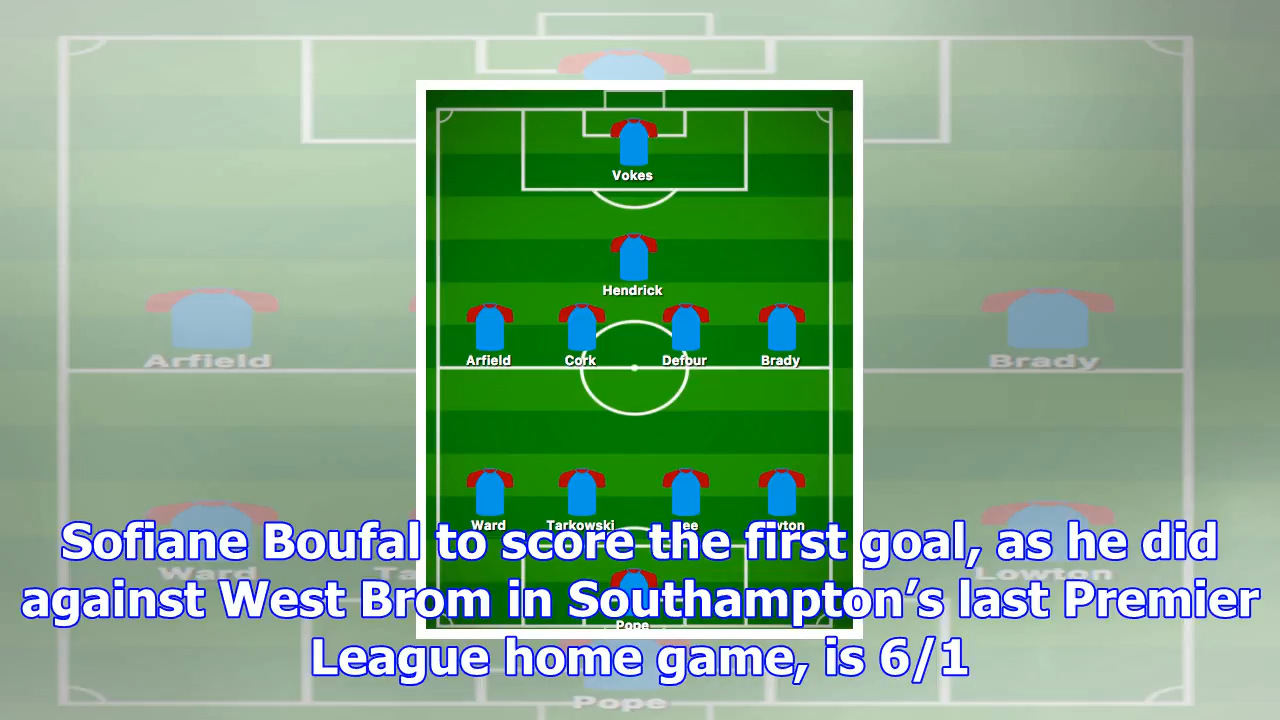 Vokes
Hendrick
Arfield Cork Defour Brady
Arfield Brady
Ward Tarkowski
Sofiane Boufal to score the first goal, as he did
Ward Lowton
against West Brom in Southampton’s last Premier
Pope
League home game, is 6/1
Pope